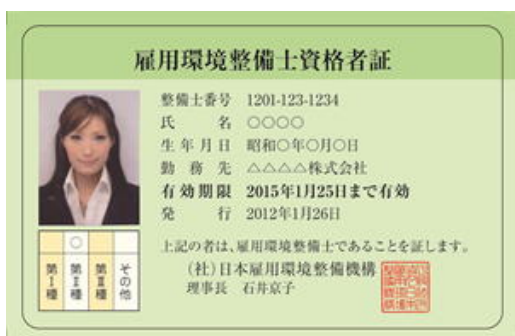 雇用環境整備士資格者証
整備士番号 1201-123-1234
氏名 ○○○○
生年月日 昭和○年○月○日
勤務先 △△△△株式会社
有効期限 2015年1月25日まで有効
発行 2012年1月26日
○
第Ⅰ種 第Ⅱ種 第Ⅲ種 その他
上記の者は、雇用環境整備士であることを証します。
(社)日本雇用環境整備機構
理事長 石井京子